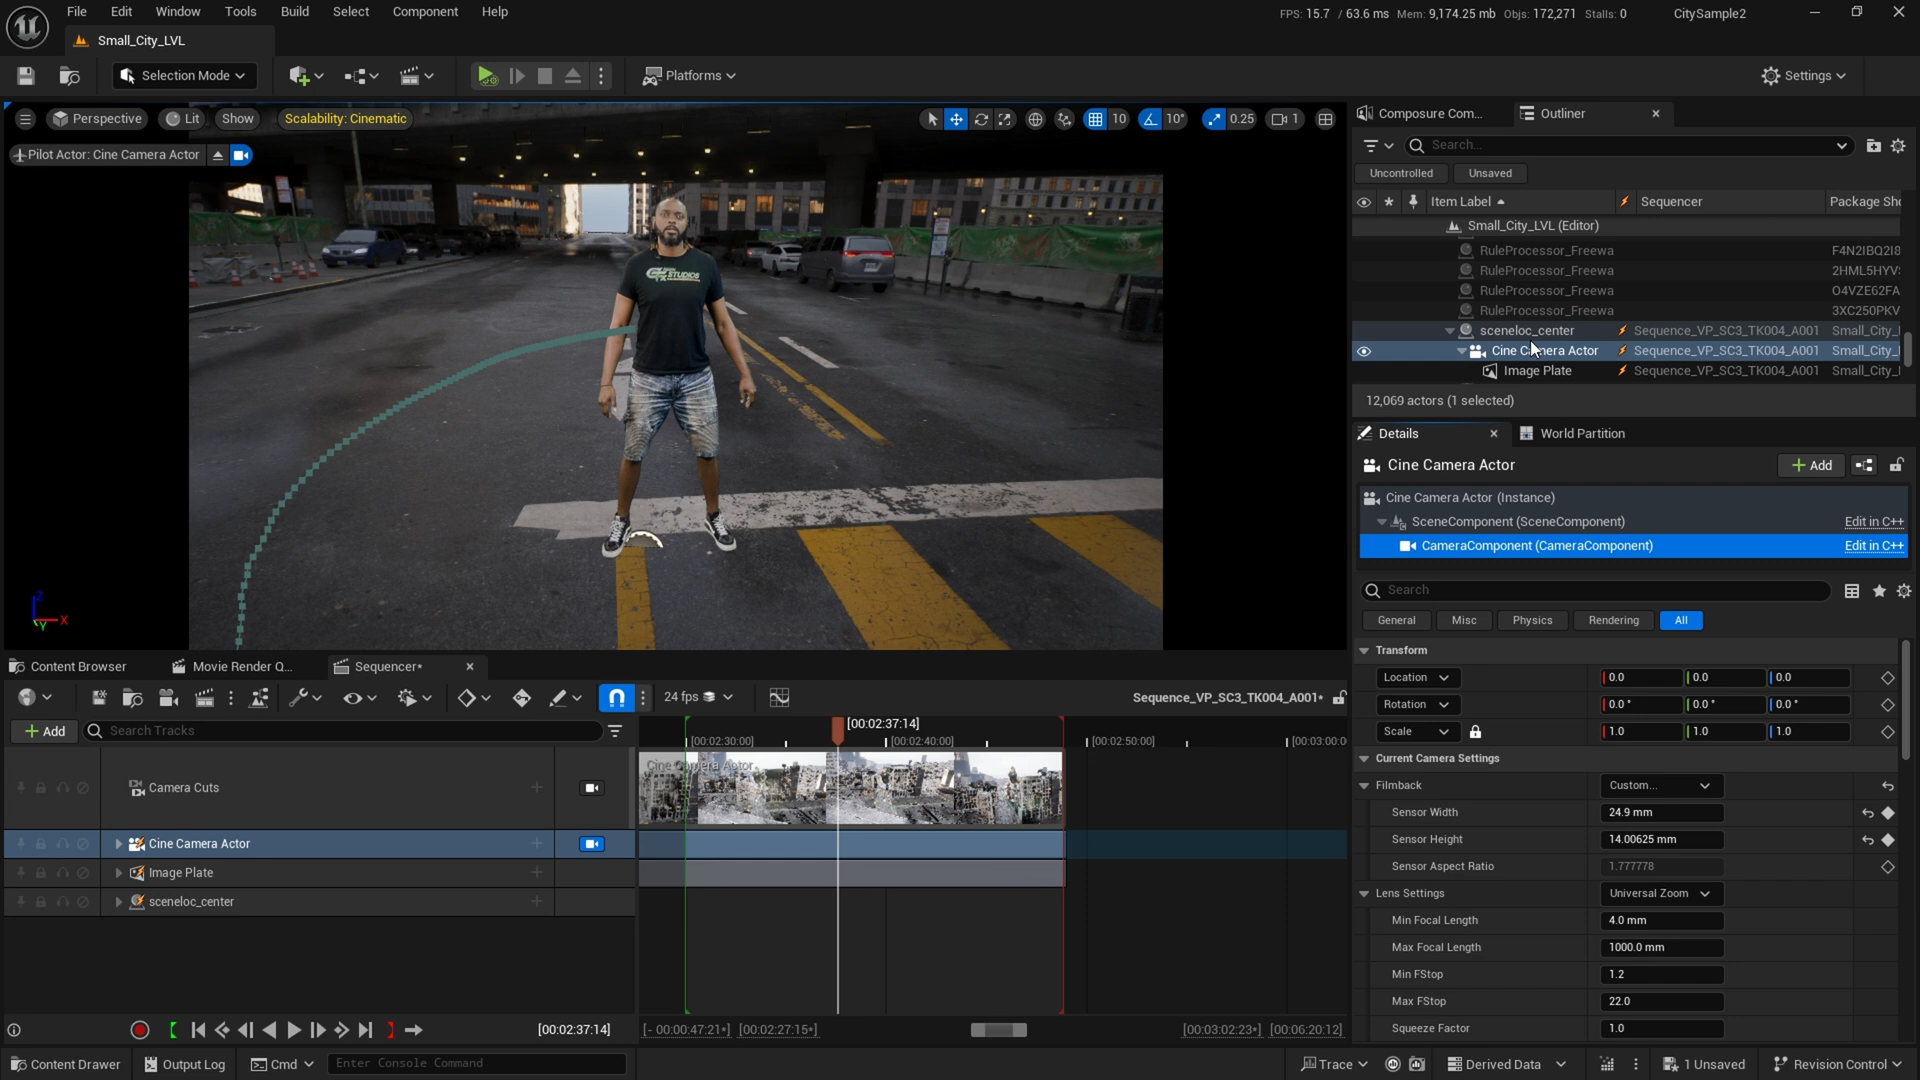 File Edit Window Tools Build Select Component Help
FPS: 15.7 / 63.6 ms Mem: 9,174.25 mb Objs: 172,271 Stalls: 0 CitySample2
Small_City_LVL
Selection Mode
Platforms
Settings
Perspective Lit Show Scalability: Cinematic
10 10° 0.25 1
Pilot Actor: Cine Camera Actor
STUDIOS
Composure Com... Outliner
Search...
Uncontrolled Unsaved
Item Label Sequencer Package Sho
Small_City_LVL (Editor)
RuleProcessor_Freewa F4N2IBQ2I8
RuleProcessor_Freewa 2HML5HYV
RuleProcessor_Freewa O4VZE62FA
RuleProcessor_Freewa 3XC250PKV
sceneloc_center Sequence_VP_SC3_TK004_A001 Small_City_
Cine Camera Actor Sequence_VP_SC3_TK004_A001 Small_City_
Image Plate Sequence_VP_SC3_TK004_A001 Small_City_
12,069 actors (1 selected)
Details World Partition
Cine Camera Actor
Add
Cine Camera Actor (Instance)
SceneComponent (SceneComponent) Edit in C++
CameraComponent (CameraComponent) Edit in C++
Search
General Misc Physics Rendering All
Transform
Location 0.0 0.0 0.0
Rotation 0.0 ° 0.0 ° 0.0 °
Scale 1.0 1.0 1.0
Current Camera Settings
Filmback Custom...
Sensor Width 24.9 mm
Sensor Height 14.00625 mm
Sensor Aspect Ratio 1.777778
Lens Settings Universal Zoom
Min Focal Length 4.0 mm
Max Focal Length 1000.0 mm
Min FStop 1.2
Max FStop 22.0
Squeeze Factor 1.0
Content Browser Movie Render Q... Sequencer*
24 fps
Sequence_VP_SC3_TK004_A001*
Add
Search Tracks
[00:02:37:14]
[00:02:30:00] [00:02:40:00] [00:02:50:00] [00:03:00:0
Camera Cuts
Cine Camera Actor
Cine Camera Actor
Image Plate
sceneloc_center
[00:02:37:14]
[- 00:00:47:21*] [00:02:27:15*] [00:03:02:23*] [00:06:20:12]
Content Drawer Output Log Cmd Enter Console Command
Trace Derived Data 1 Unsaved Revision Control